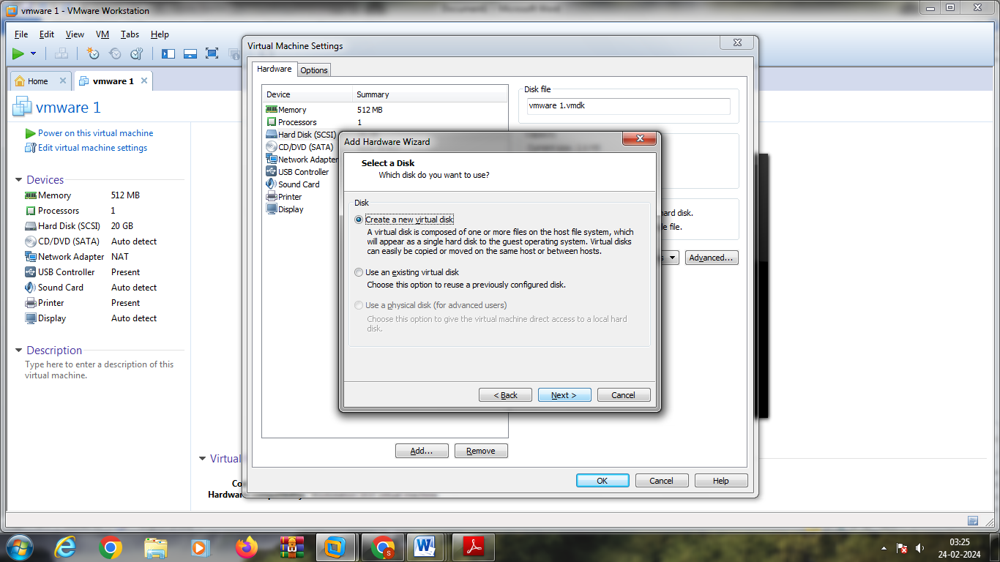 vmware 1 - VMware Workstation
File Edit View VM Tabs Help
Home
vmware 1
vmware 1
Power on this virtual machine
Edit virtual machine settings
Devices
Memory 512 MB
Processors 1
Hard Disk (SCSI) 20 GB
CD/DVD (SATA) Auto detect
Network Adapter NAT
USB Controller Present
Sound Card Auto detect
Printer Present
Display Auto detect
Description
Type here to enter a description of this
virtual machine.
Virtual
Virtual Machine Settings
Hardware Options
Device Summary
Memory 512 MB
Processors 1
Hard Disk (SCSI)
CD/DVD (SATA)
Network Adapter
USB Controller
Sound Card
Printer
Display
Disk file
vmware 1.vmdk
hard disk.
file.
Advanced...
Add Hardware Wizard
Select a Disk
Which disk do you want to use?
Disk
Create a new virtual disk
A virtual disk is composed of one or more files on the host file system, which
will appear as a single hard disk to the guest operating system. Virtual disks
can easily be copied or moved on the same host or between hosts.
Use an existing virtual disk
Choose this option to reuse a previously configured disk.
Use a physical disk (for advanced users)
Choose this option to give the virtual machine direct access to a local hard
disk.
< Back Next > Cancel
Add... Remove
OK Cancel Help
03:25
24-02-2024